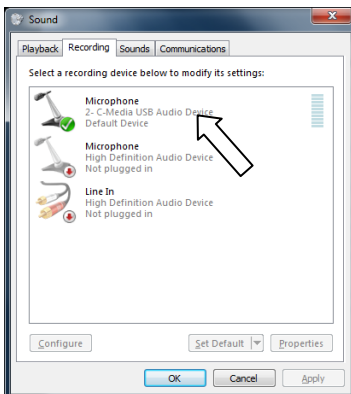 Sound
Playback Recording Sounds Communications
Select a recording device below to modify its settings:
Microphone
2- C-Media USB Audio Device
Default Device
Microphone
High Definition Audio Device
Not plugged in
Line In
High Definition Audio Device
Not plugged in
Configure Set Default Properties
OK Cancel Apply